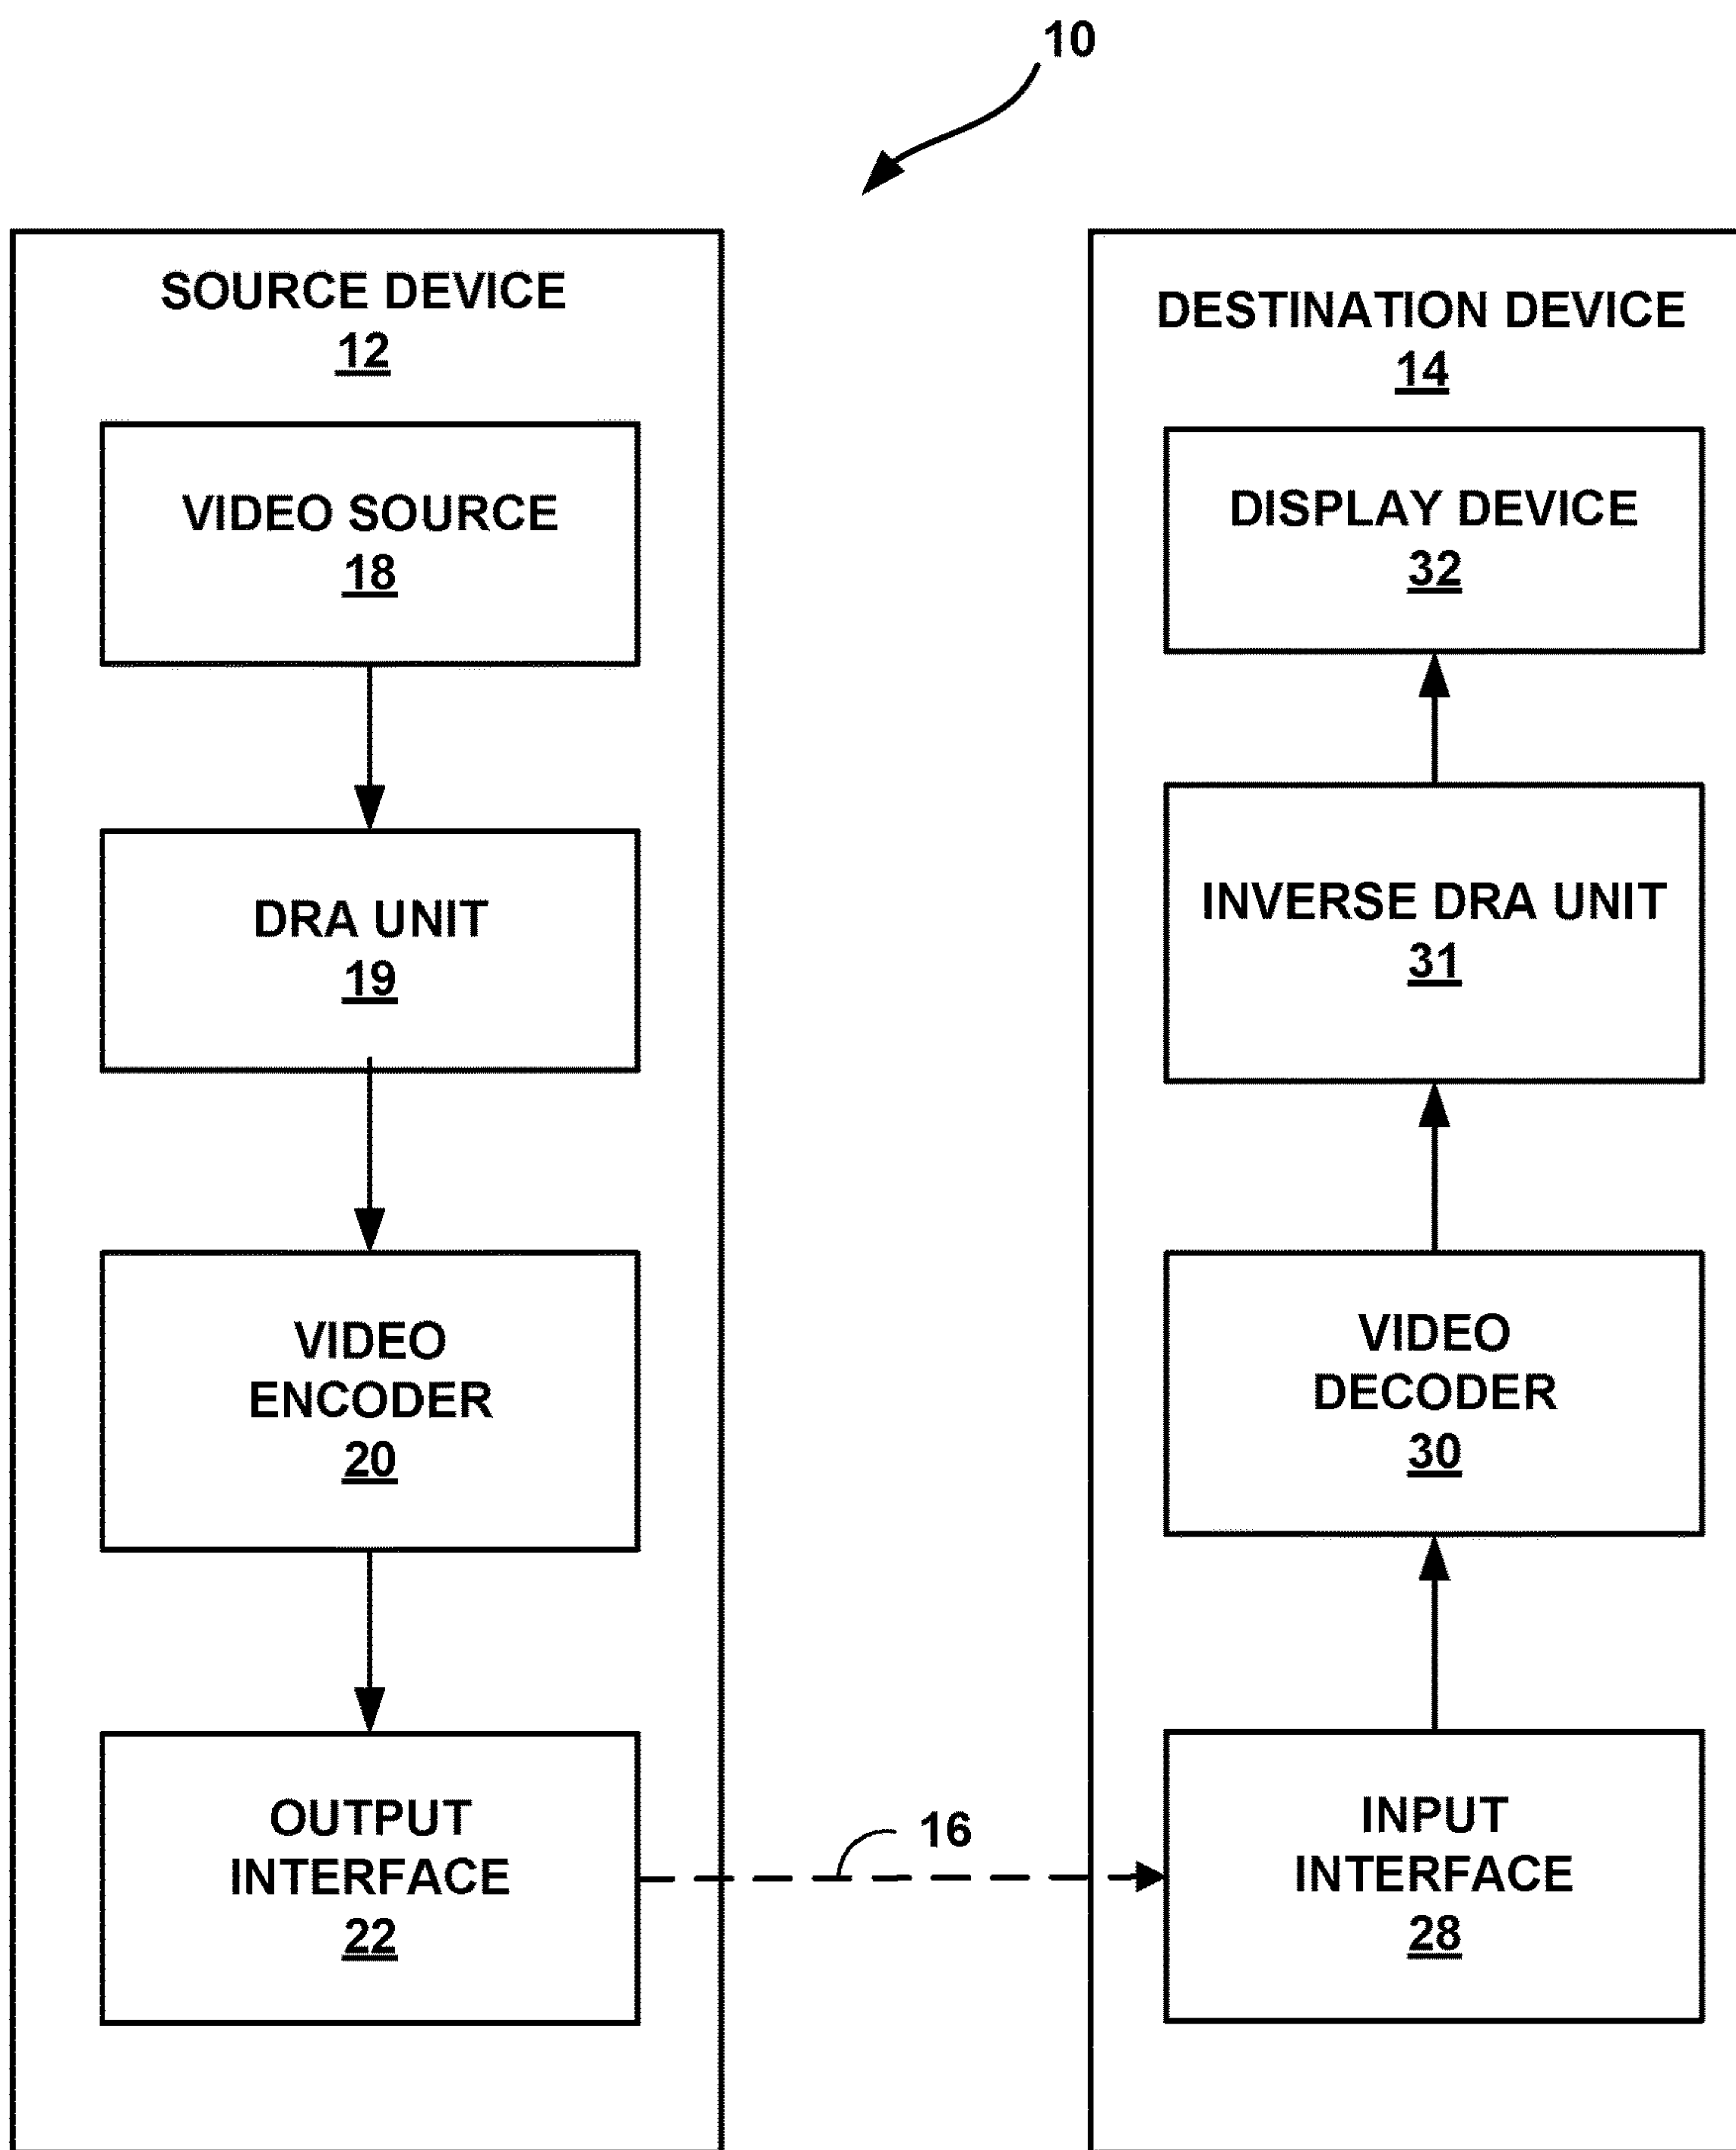 10
SOURCE DEVICE
12
VIDEO SOURCE
18
DRA UNIT
19
VIDEO
ENCODER
20
OUTPUT
INTERFACE
22
16
DESTINATION DEVICE
14
DISPLAY DEVICE
32
INVERSE DRA UNIT
31
VIDEO
DECODER
30
INPUT
INTERFACE
28